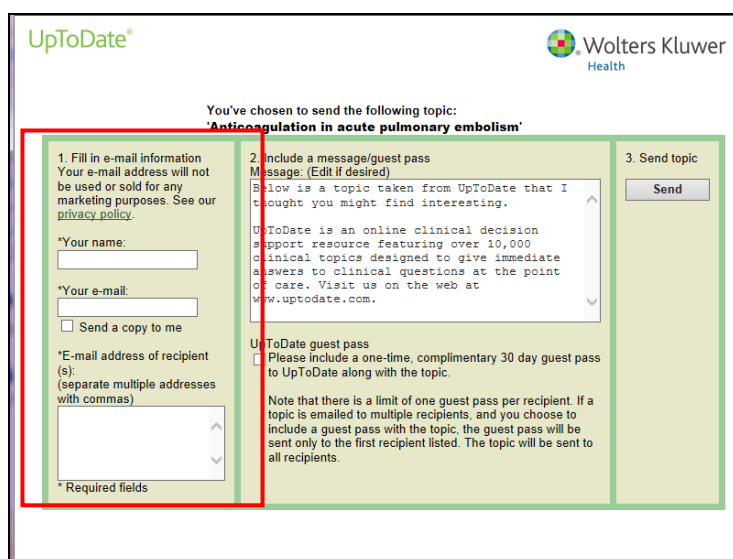 UpToDate®
Wolters Kluwer
Health
You've chosen to send the following topic:
'Anticoagulation in acute pulmonary embolism'
1. Fill in e-mail information
Your e-mail address will not
be used or sold for any
marketing purposes. See our
privacy policy.
*Your name:
*Your e-mail:
Send a copy to me
*E-mail address of recipient
(s):
(separate multiple addresses
with commas)
* Required fields
2. Include a message/guest pass
Message: (Edit if desired)
Below is a topic taken from UpToDate that I
thought you might find interesting.
UpToDate is an online clinical decision
support resource featuring over 10,000
clinical topics designed to give immediate
answers to clinical questions at the point
of care. Visit us on the web at
www.uptodate.com.
UpToDate guest pass
Please include a one-time, complimentary 30 day guest pass
to UpToDate along with the topic.
Note that there is a limit of one guest pass per recipient. If a
topic is emailed to multiple recipients, and you choose to
include a guest pass with the topic, the guest pass will be
sent only to the first recipient listed. The topic will be sent to
all recipients.
3. Send topic
Send